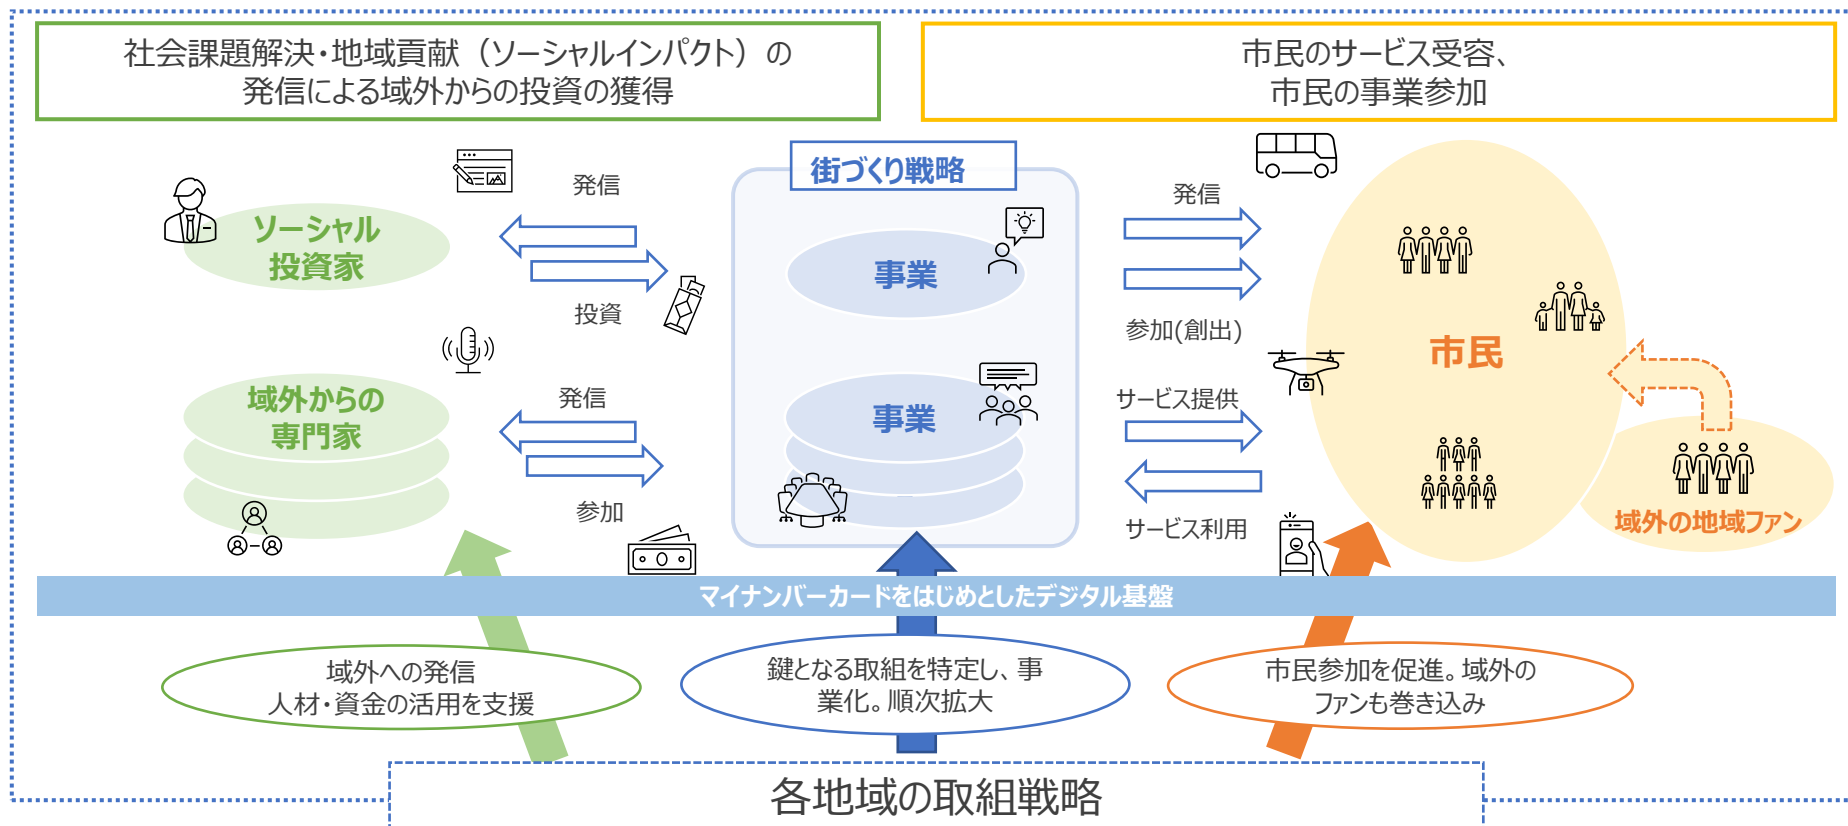 社会課題解決・地域貢献（ソーシャルインパクト）の
発信による域外からの投資の獲得
市民のサービス受容、
市民の事業参加
街づくり戦略
発信
発信
ソーシャル
投資家
事業
投資
参加(創出)
市民
域外からの
専門家
発信
事業
サービス提供
参加
サービス利用
域外の地域ファン
マイナンバーカードをはじめとしたデジタル基盤
域外への発信
人材・資金の活用を支援
鍵となる取組を特定し、事
業化。順次拡大
市民参加を促進。域外の
ファンも巻き込み
各地域の取組戦略